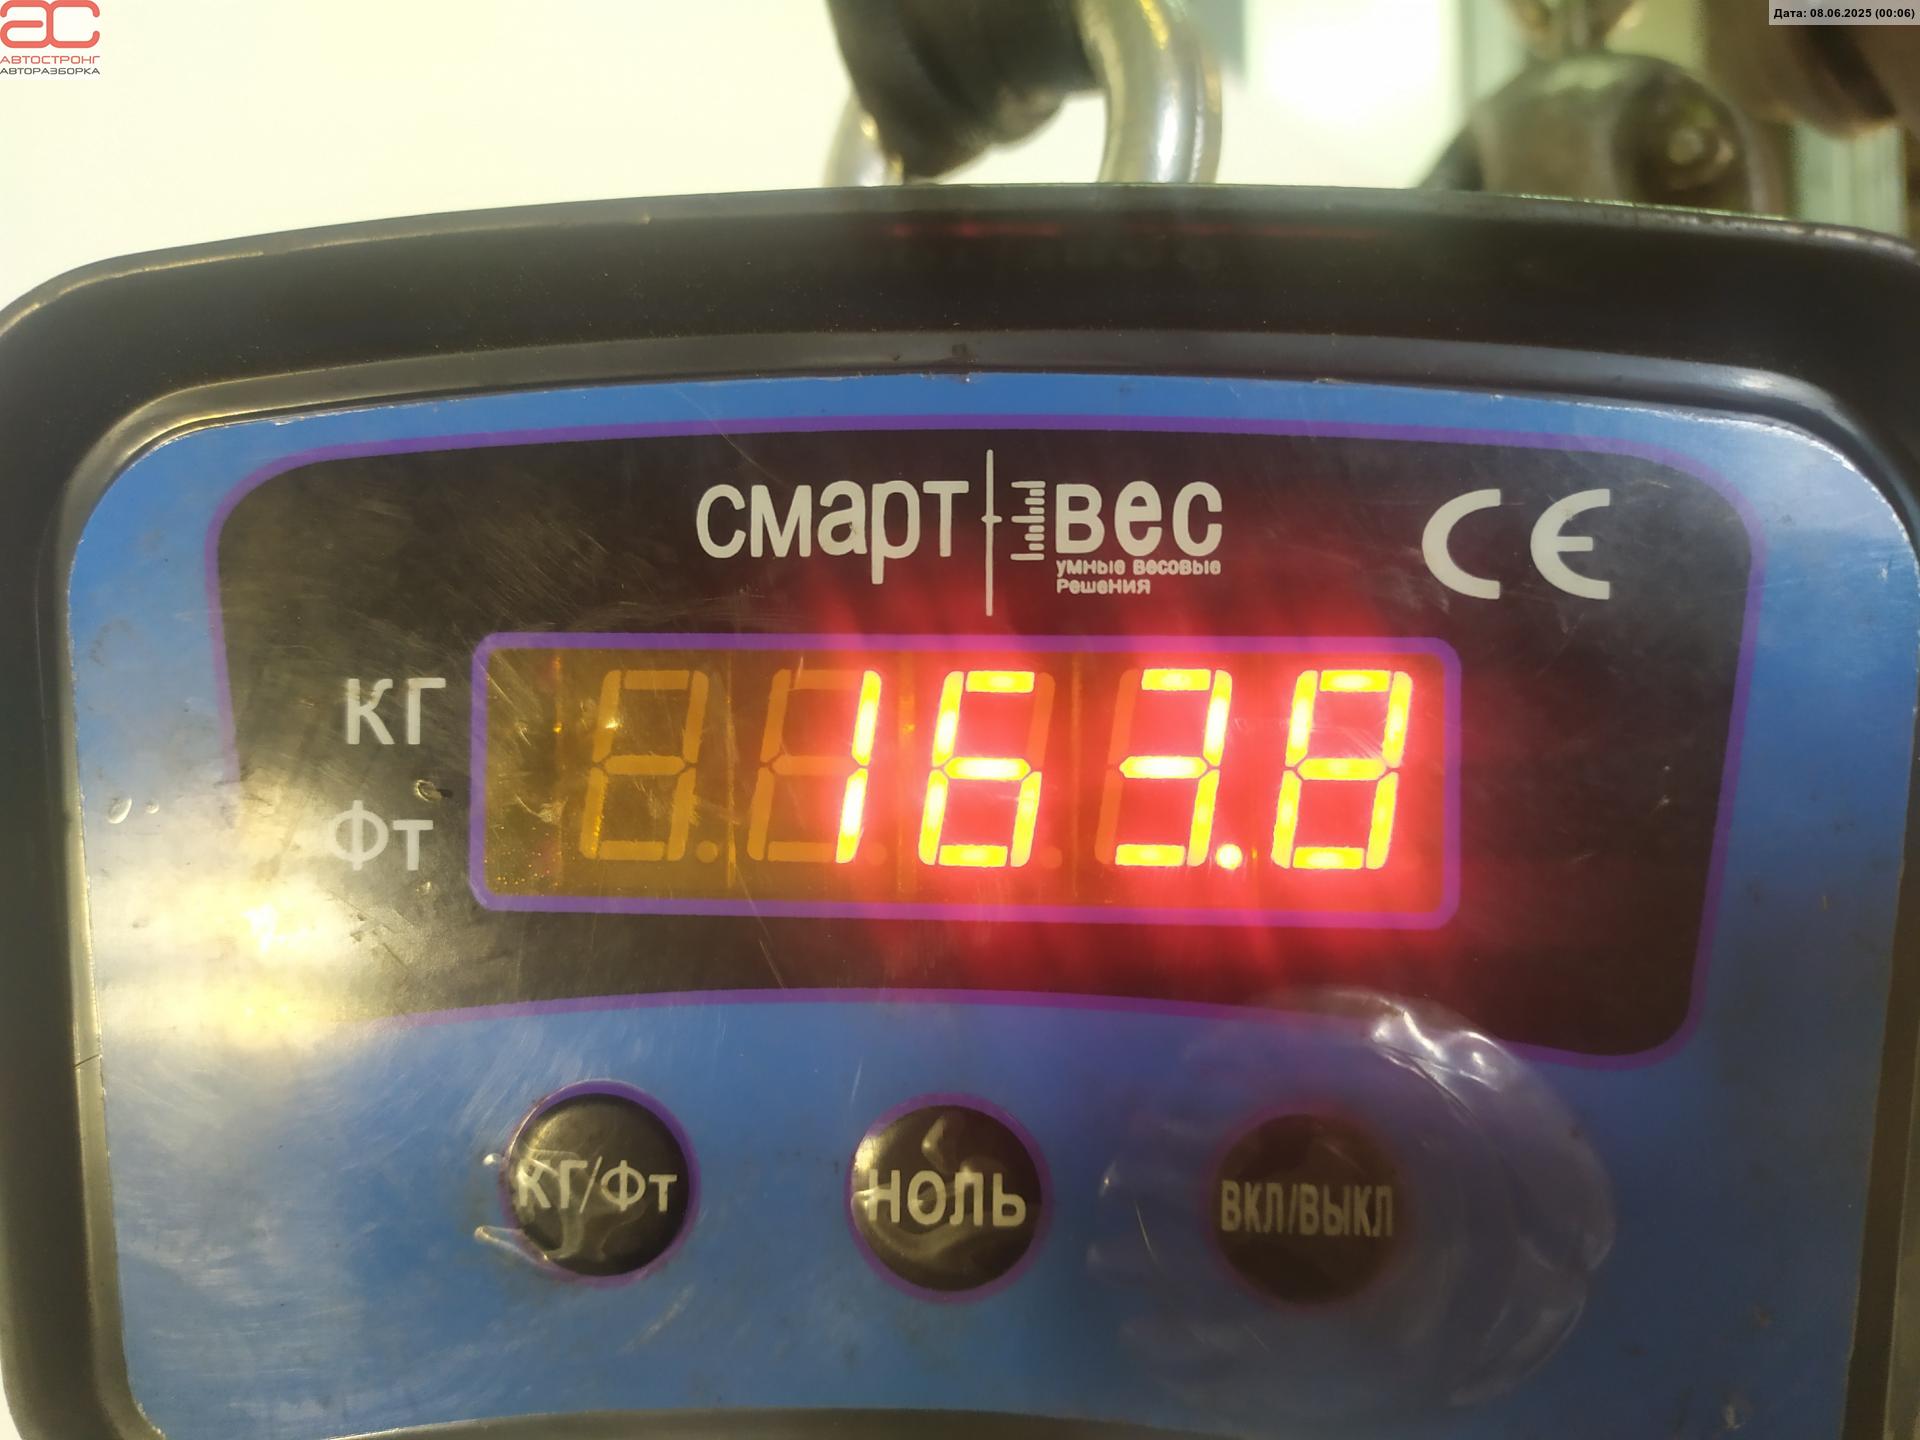 АС
АВТОСТРОНГ
АВТОРАЗБОРКА
Дата: 08.06.2025 (00:06)
смарт вес
умные весовые
решения
CE
КГ
Фт
163.8
КГ/Фт
НОЛЬ
ВКЛ/ВЫКЛ